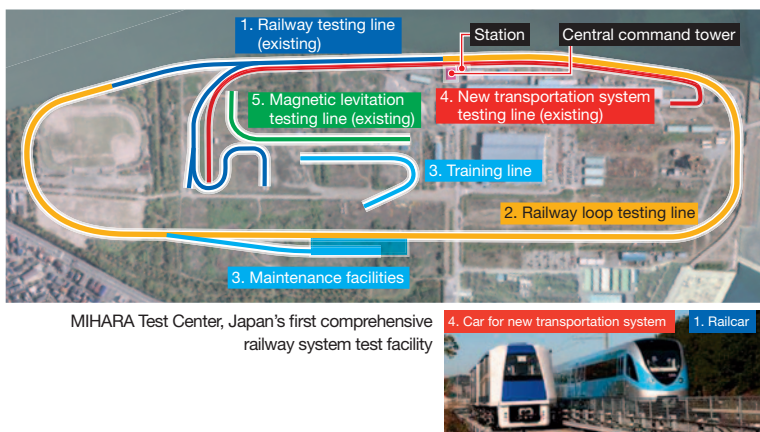 1. Railway testing line
(existing)
Station
Central command tower
5. Magnetic levitation
testing line (existing)
4. New transportation system
testing line (existing)
3. Training line
2. Railway loop testing line
3. Maintenance facilities
MIHARA Test Center, Japan’s first comprehensive
railway system test facility
4. Car for new transportation system
1. Railcar